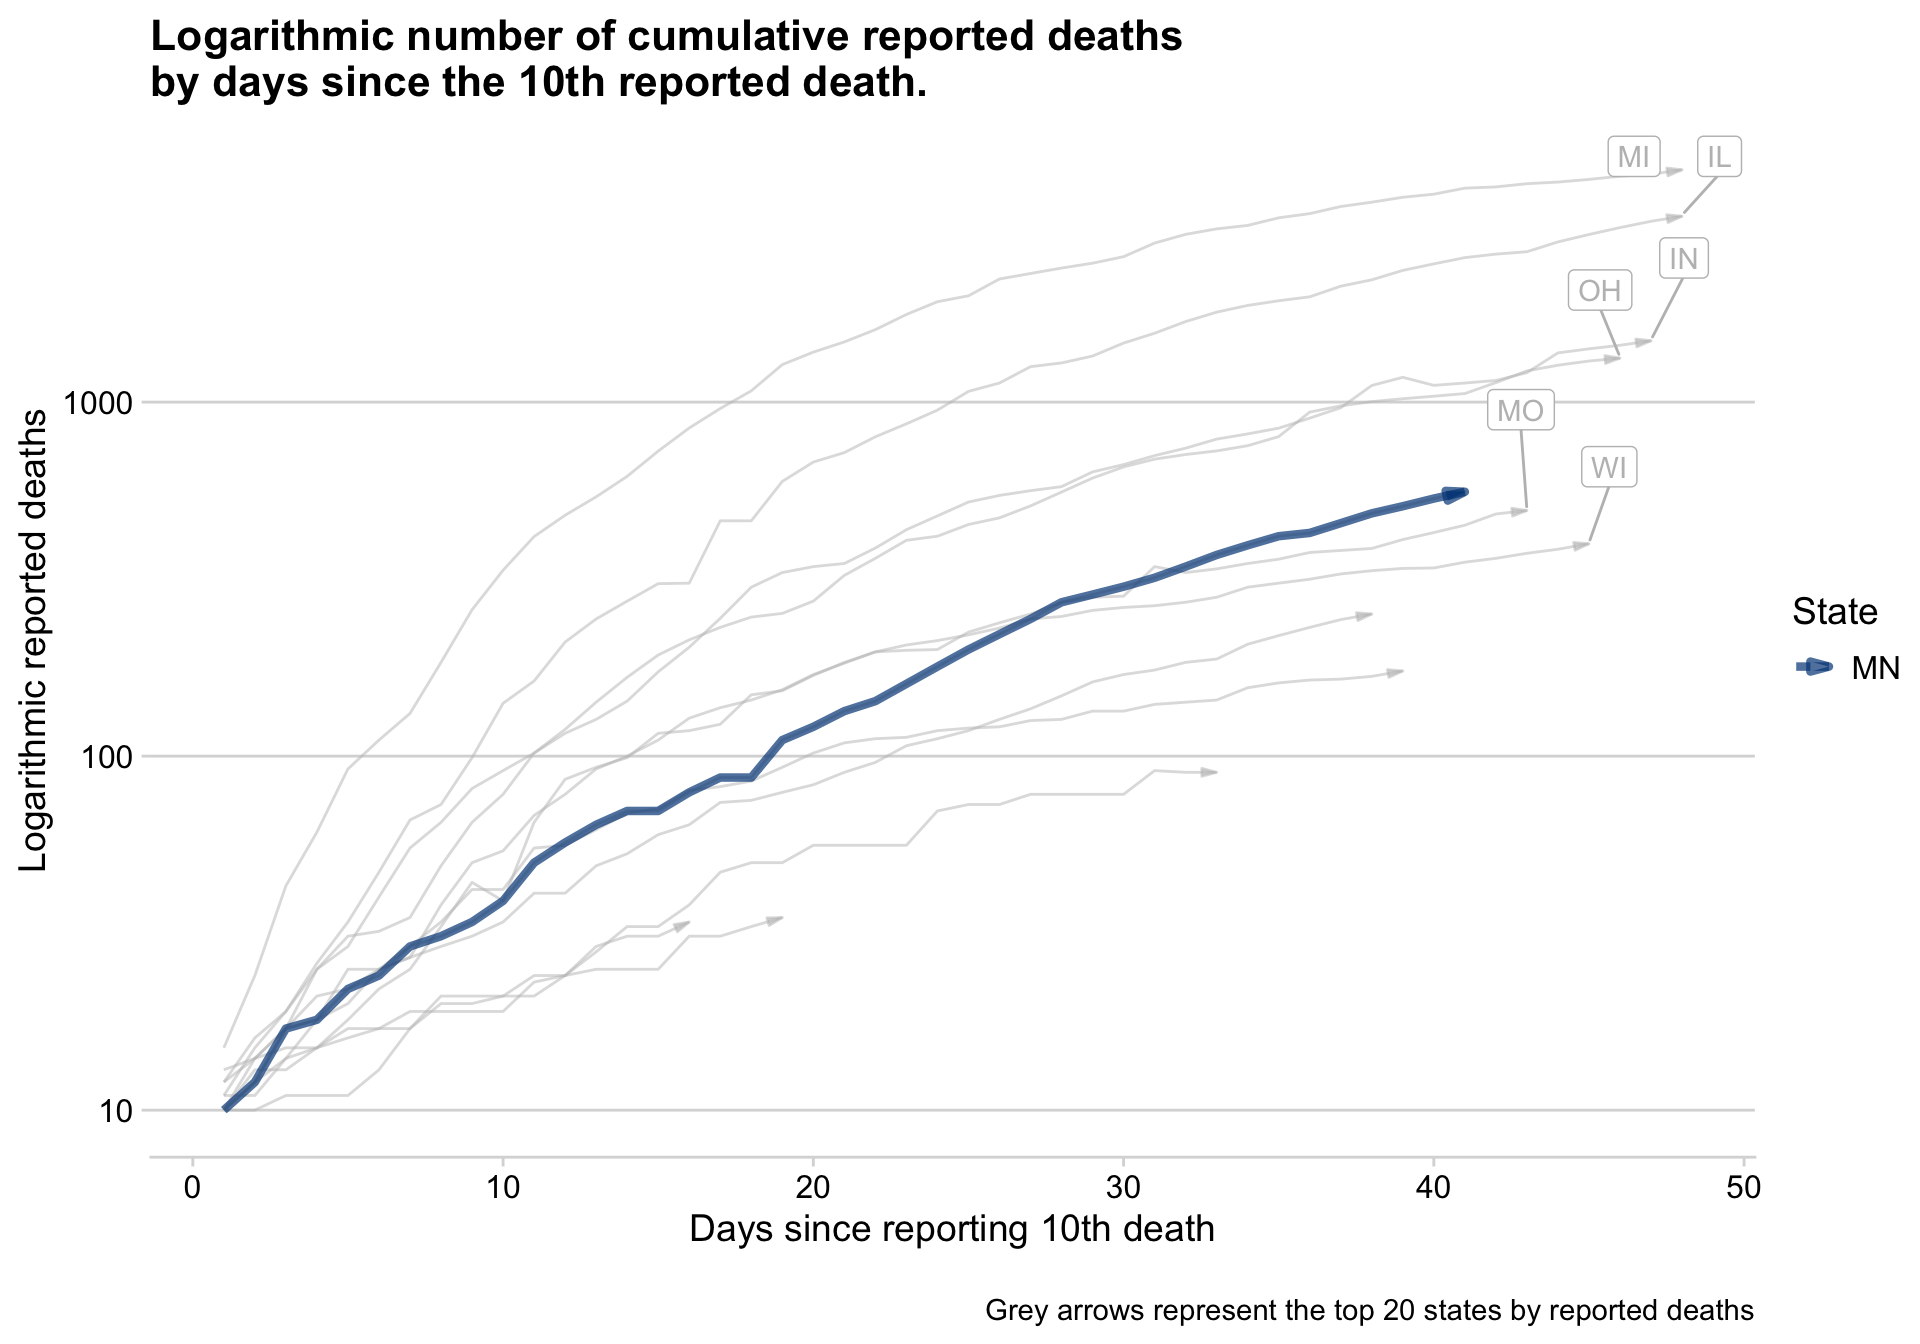 Logarithmic number of cumulative reported deaths
by days since the 10th reported death.
MI
IL
IN
OH
MO
WI
1000
100
10
Logarithmic reported deaths
0
10
20
30
40
50
Days since reporting 10th death
State
MN
Grey arrows represent the top 20 states by reported deaths